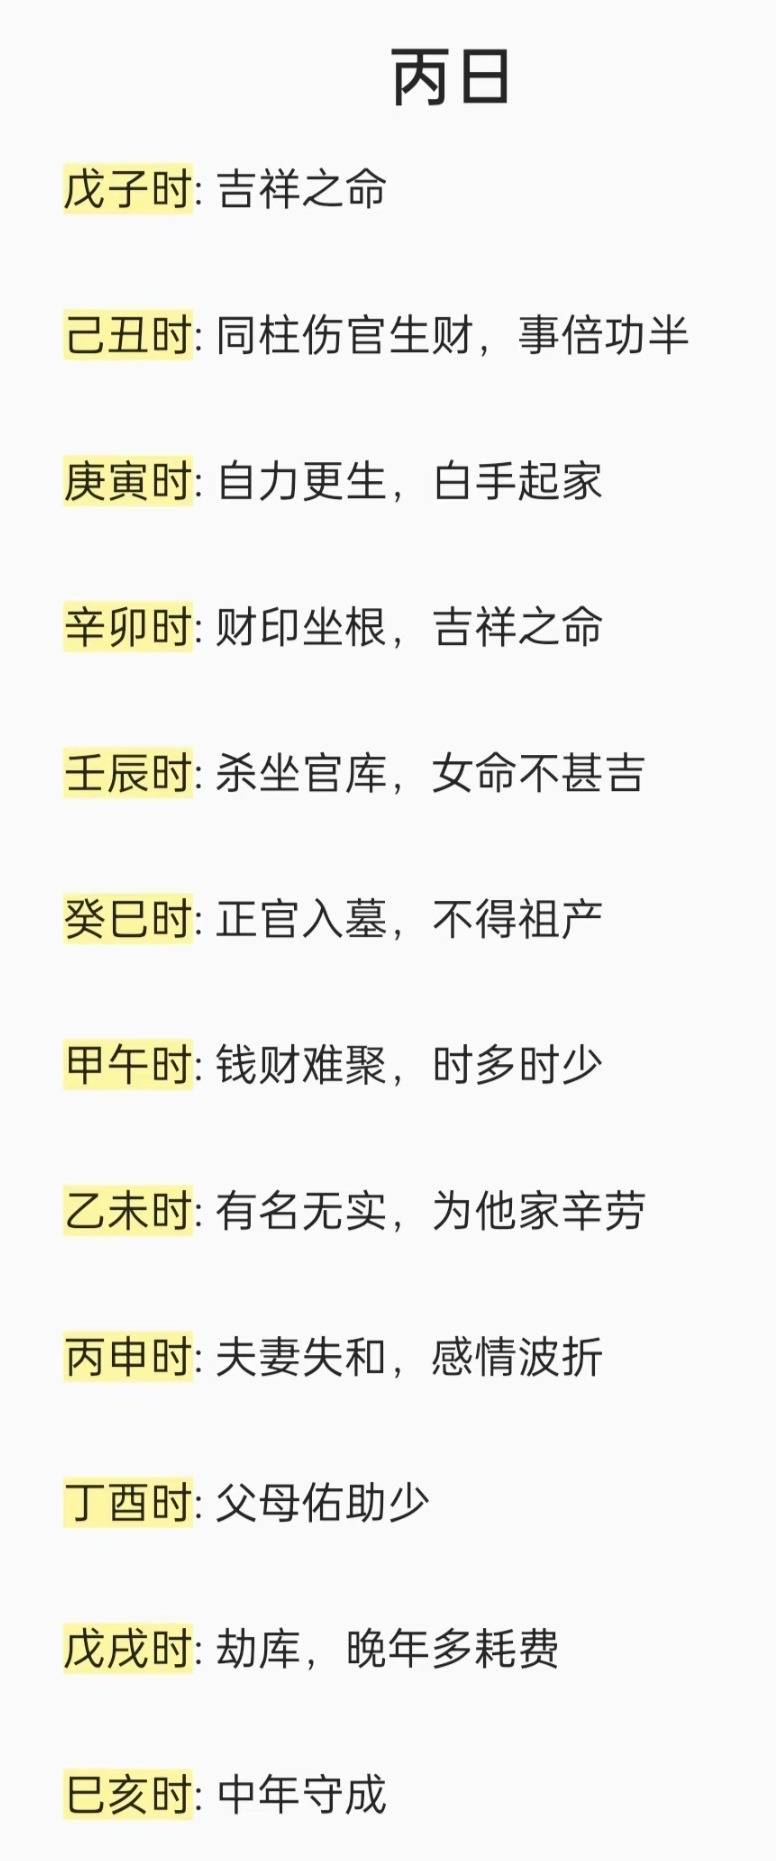 丙日
戊子时: 吉祥之命
己丑时: 同柱伤官生财，事倍功半
庚寅时: 自力更生，白手起家
辛卯时: 财印坐根，吉祥之命
壬辰时: 杀坐官库，女命不甚吉
癸巳时: 正官入墓，不得祖产
甲午时: 钱财难聚，时多时少
乙未时: 有名无实，为他家辛劳
丙申时: 夫妻失和，感情波折
丁酉时: 父母佑助少
戊戌时: 劫库，晚年多耗费
巳亥时: 中年守成